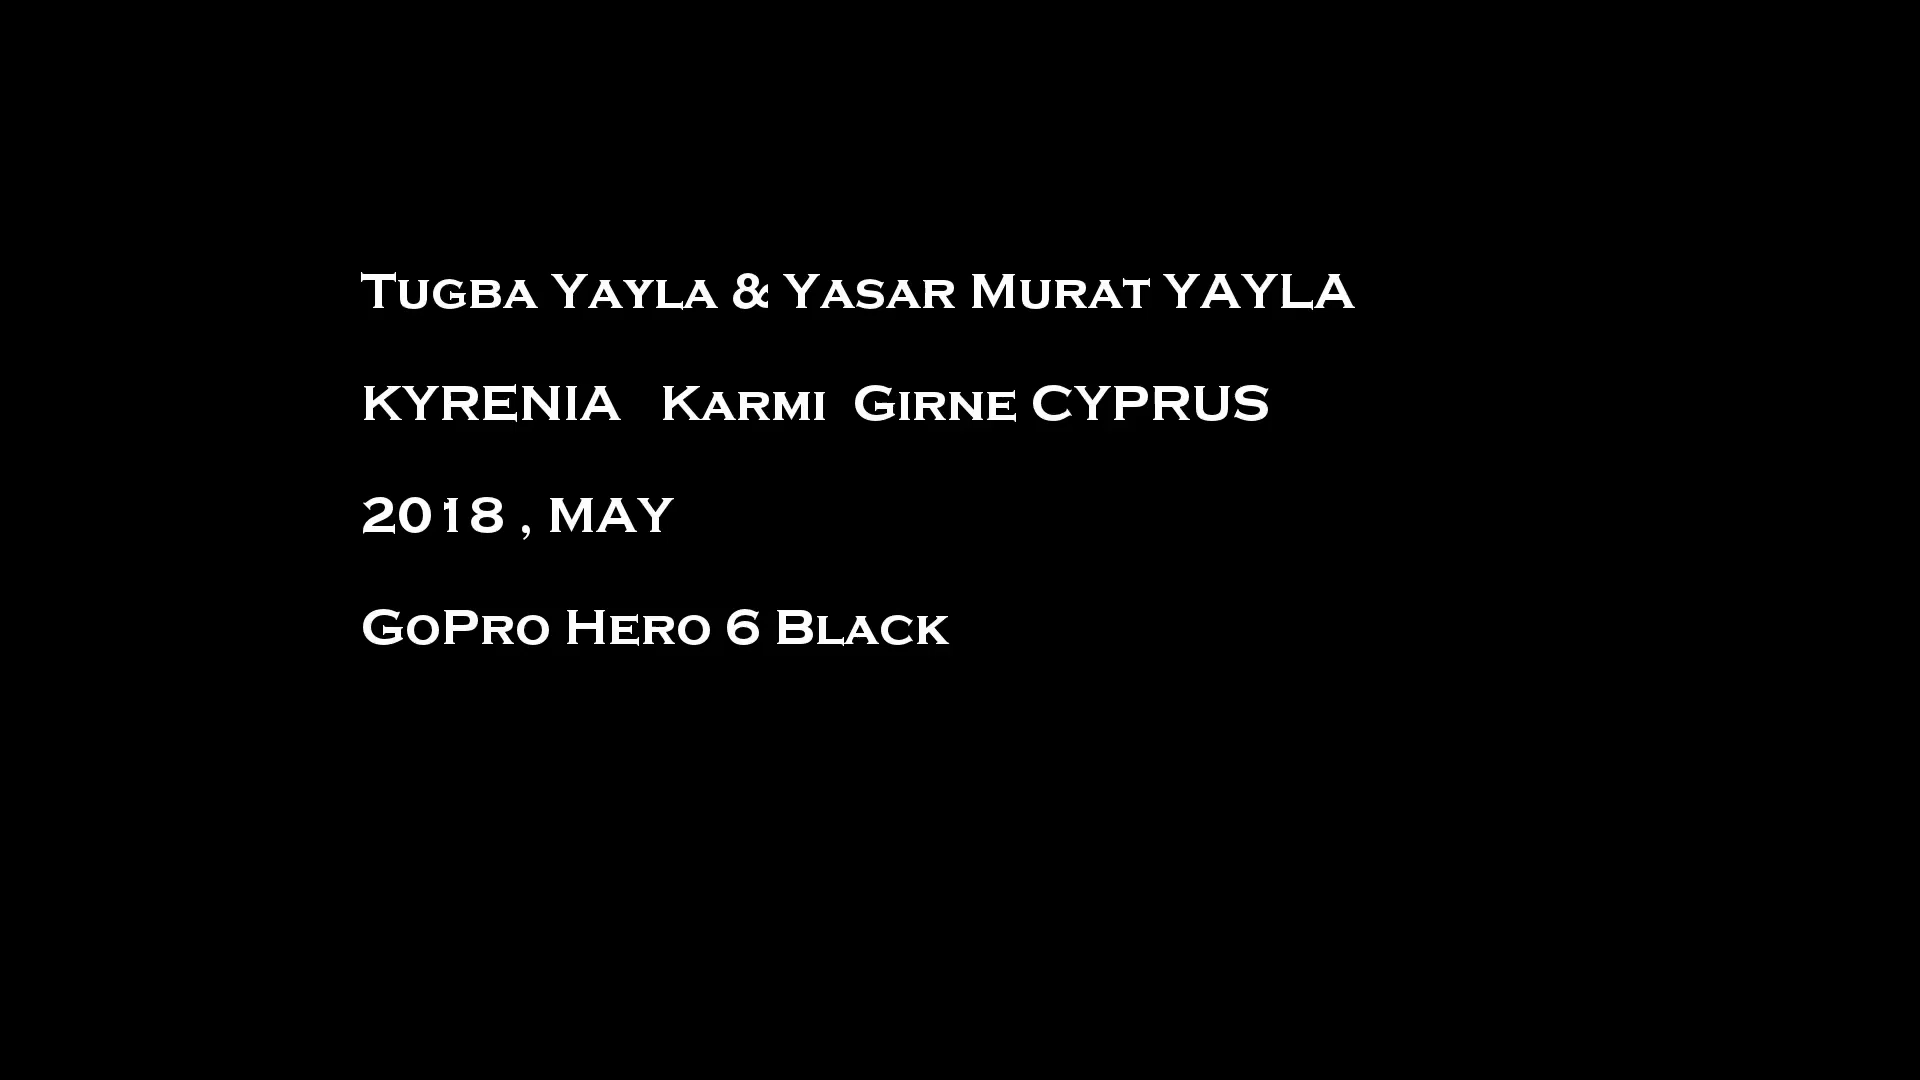 Tugba Yayla & Yasar Murat YAYLA
KYRENIA   Karmi  Girne CYPRUS
2018 , MAY
GoPro Hero 6 Black